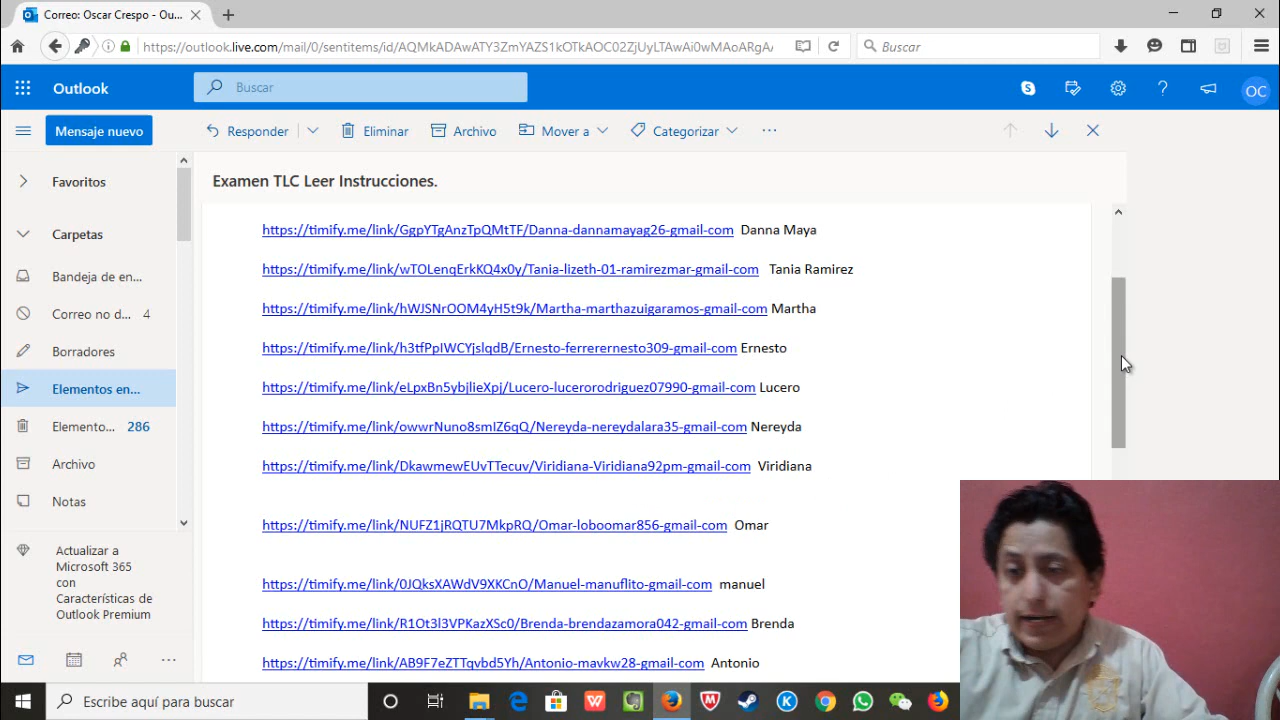 Correo: Oscar Crespo - Ou...
https://outlook.live.com/mail/0/sentitems/id/AQMkADAwATY3ZmYAZS1kOTkAOC02ZjUyLTAwAi0wMAoARgA
Buscar
Outlook
Buscar
OC
Mensaje nuevo
Responder
Eliminar
Archivo
Mover a
Categorizar
Favoritos
Examen TLC Leer Instrucciones.
Carpetas
Bandeja de en...
Correo no d... 4
Borradores
Elementos en...
Elemento... 286
Archivo
Notas
Actualizar a
Microsoft 365
con
Características de
Outlook Premium
https://timify.me/link/GgpYTgAnzTpQMtTF/Danna-dannamayag26-gmail-com Danna Maya
https://timify.me/link/wTOLenqErkKQ4x0y/Tania-lizeth-01-ramirezmar-gmail-com Tania Ramirez
https://timify.me/link/hWJSNrOOM4yH5t9k/Martha-marthazuigaramos-gmail-com Martha
https://timify.me/link/h3tfPpIWCYjslqdB/Ernesto-ferrerernesto309-gmail-com Ernesto
https://timify.me/link/eLpxBn5ybjlieXpj/Lucero-lucerorodriguez07990-gmail-com Lucero
https://timify.me/link/owwrNuno8smIZ6qQ/Nereyda-nereydalara35-gmail-com Nereyda
https://timify.me/link/DkawmewEUvTTecuv/Viridiana-Viridiana92pm-gmail-com Viridiana
https://timify.me/link/NUFZ1jRQTU7MkpRQ/Omar-loboomar856-gmail-com Omar
https://timify.me/link/0JQksXAWdV9XKCnO/Manuel-manuflito-gmail-com manuel
https://timify.me/link/R1Ot3l3VPKazXSc0/Brenda-brendazamora042-gmail-com Brenda
https://timify.me/link/AB9F7eZTTqvbd5Yh/Antonio-mavkw28-gmail-com Antonio
Escribe aquí para buscar